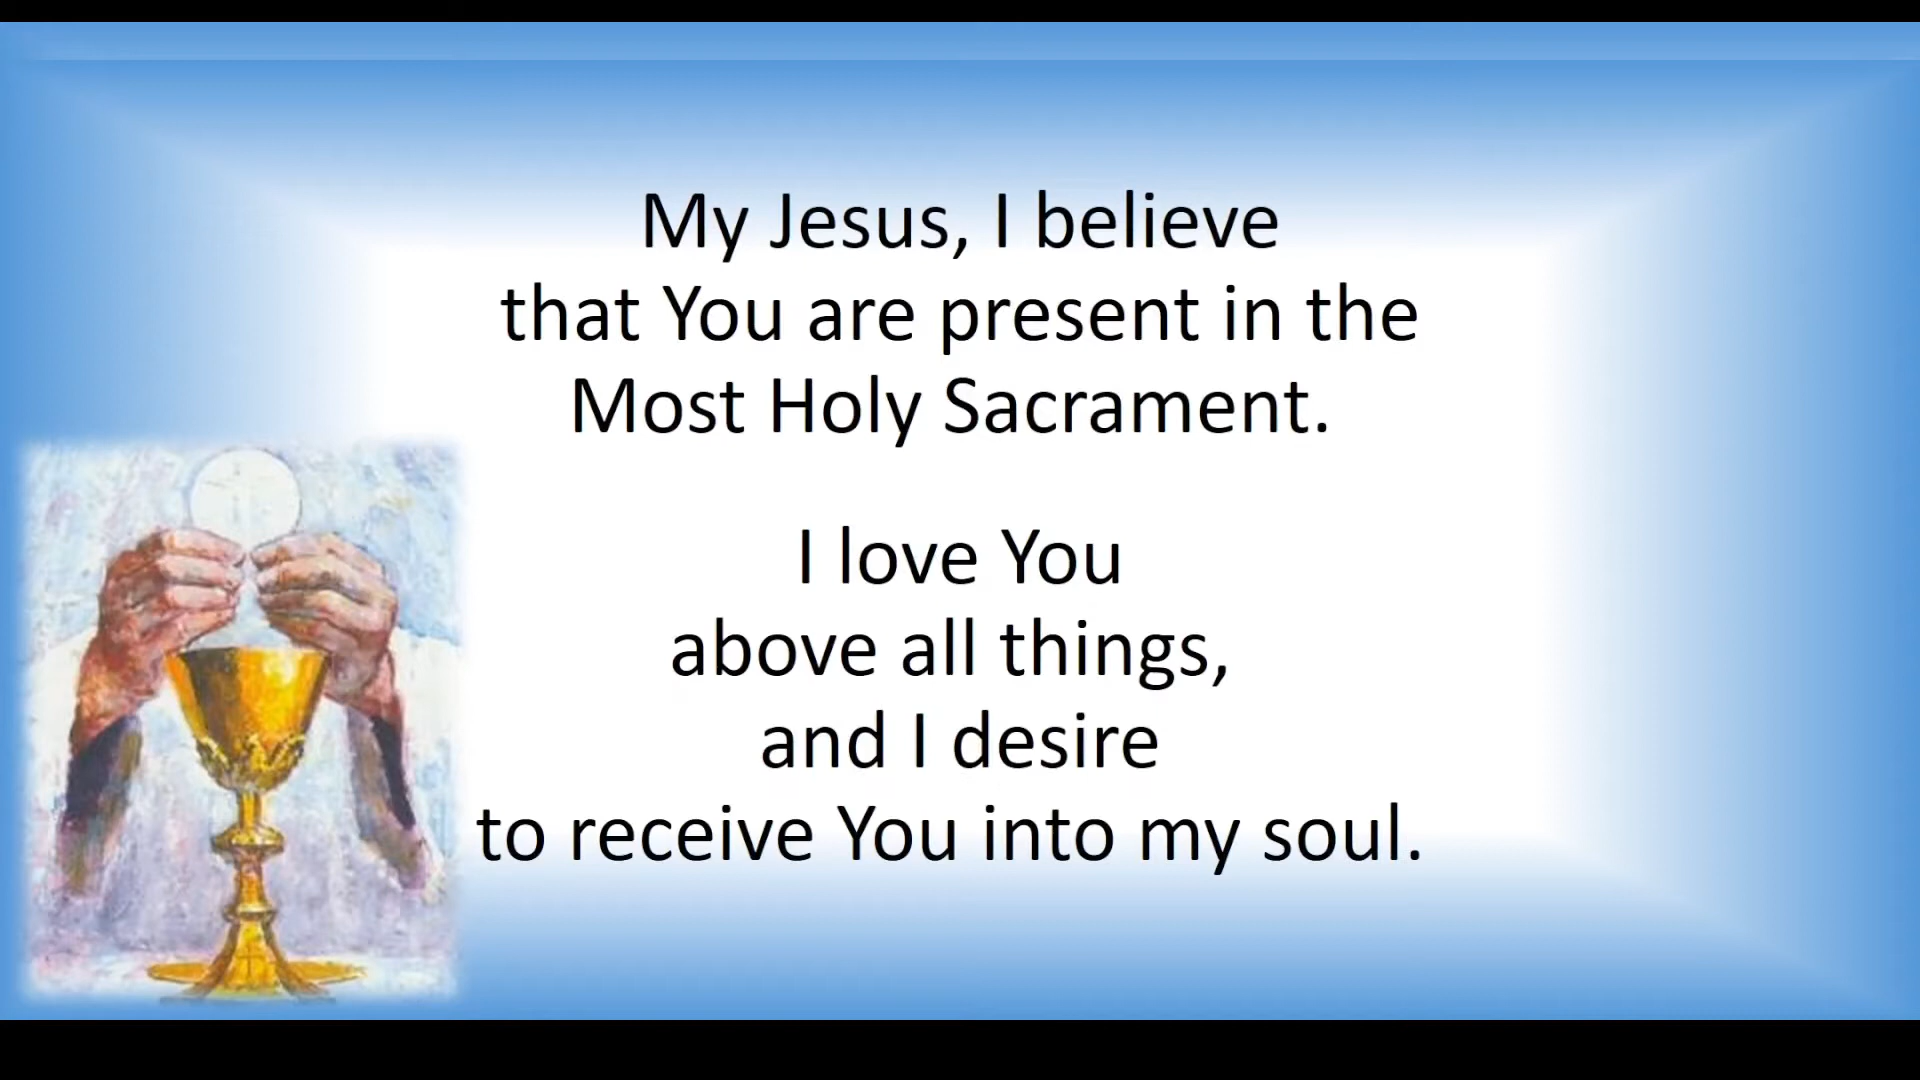 My Jesus, I believe
that You are present in the
Most Holy Sacrament.
I love You
above all things,
and I desire
to receive You into my soul.